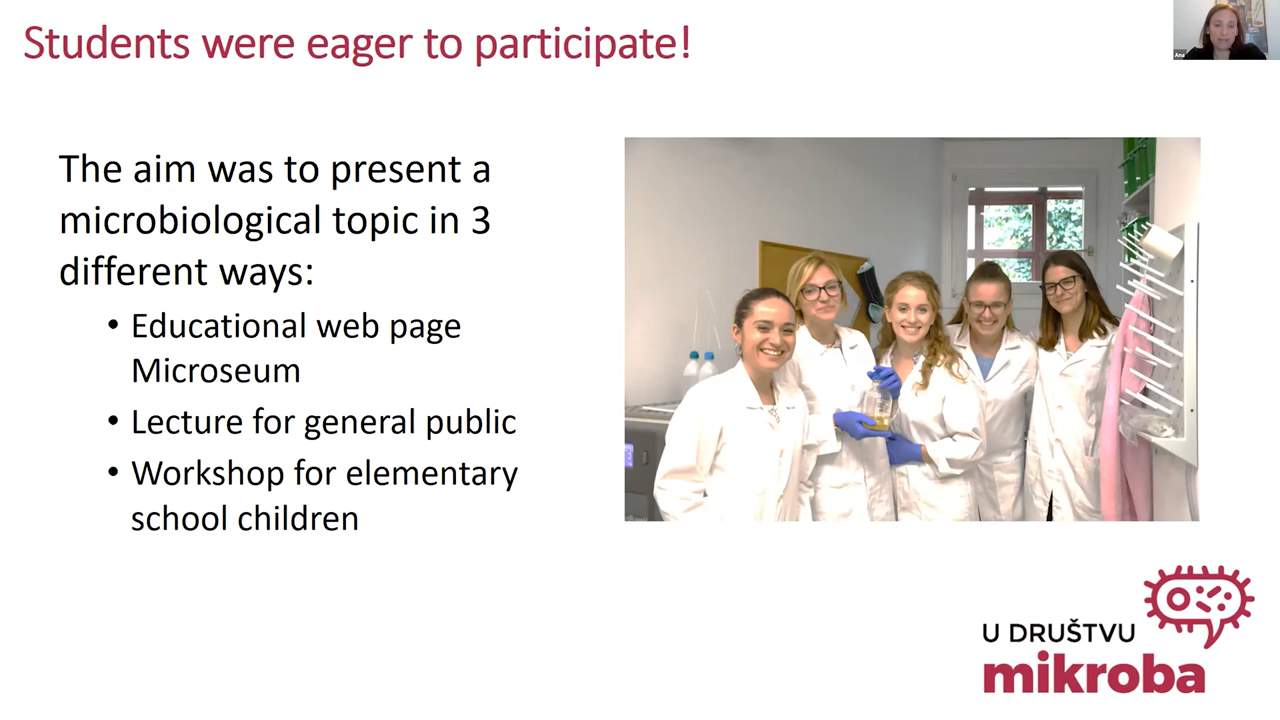 Students were eager to participate!
Ana
The aim was to present a
microbiological topic in 3
different ways:
• Educational web page
Microseum
• Lecture for general public
• Workshop for elementary
school children
U DRUŠTVU
mikroba